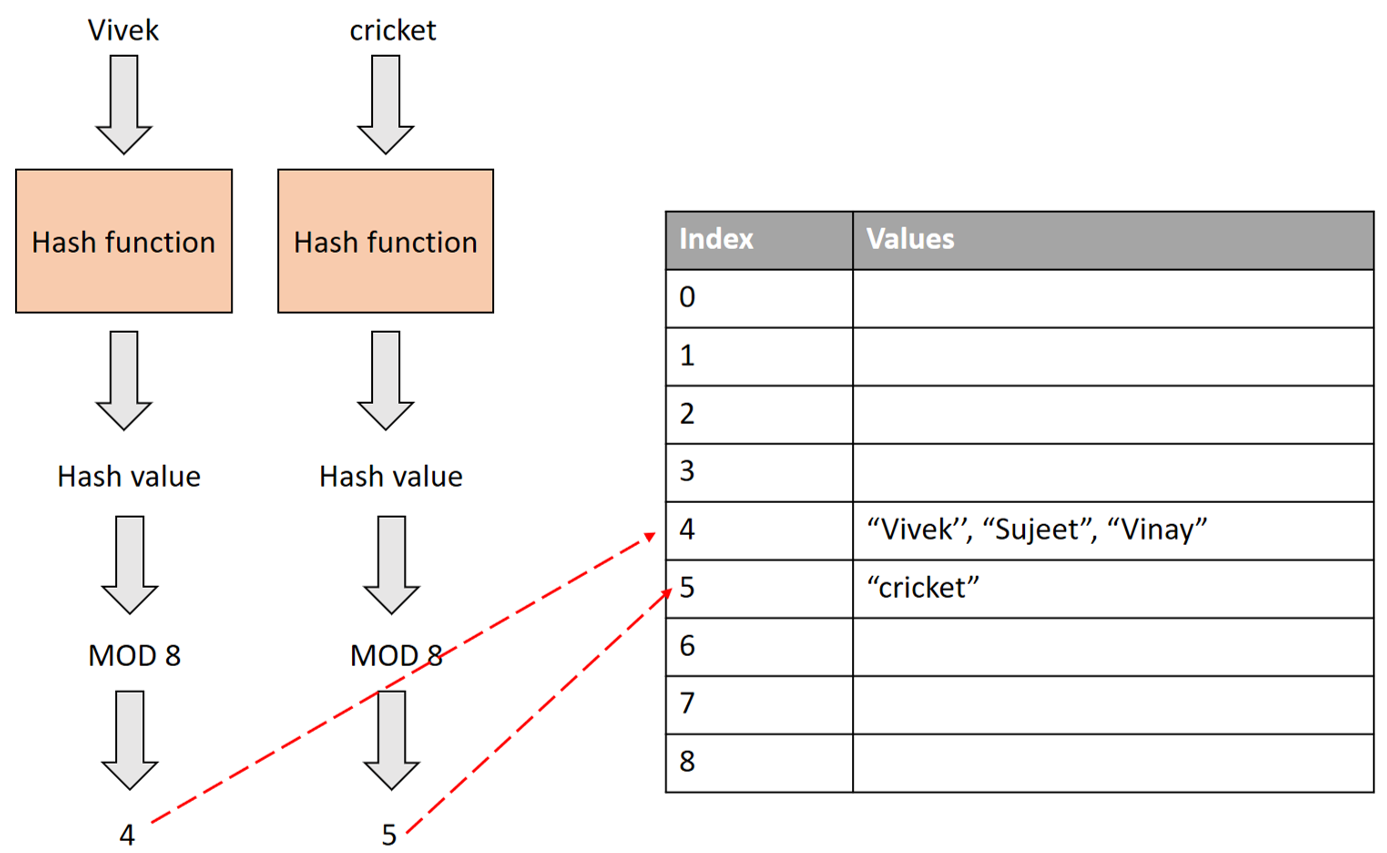 Vivek
cricket
Hash function
Hash function
Hash value
Hash value
MOD 8
MOD 8
4
5
Index Values
0
1
2
3
4 “Vivek’’, “Sujeet”, “Vinay”
5 “cricket”
6
7
8